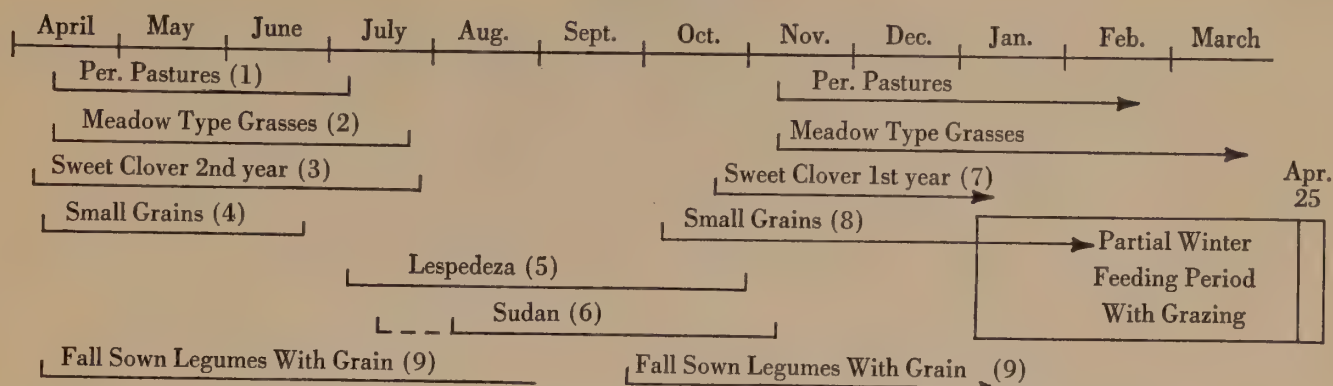 April May June July Aug. Sept. Oct. Nov. Dec. Jan. Feb. March
Per. Pastures (1) Per. Pastures
Meadow Type Grasses (2) Meadow Type Grasses
Sweet Clover 2nd year (3) Sweet Clover 1st year (7) Apr.
25
Small Grains (4) Small Grains (8)
Partial Winter
Lespedeza (5) Feeding Period
Sudan (6) With Grazing
Fall Sown Legumes With Grain (9) Fall Sown Legumes With Grain (9)